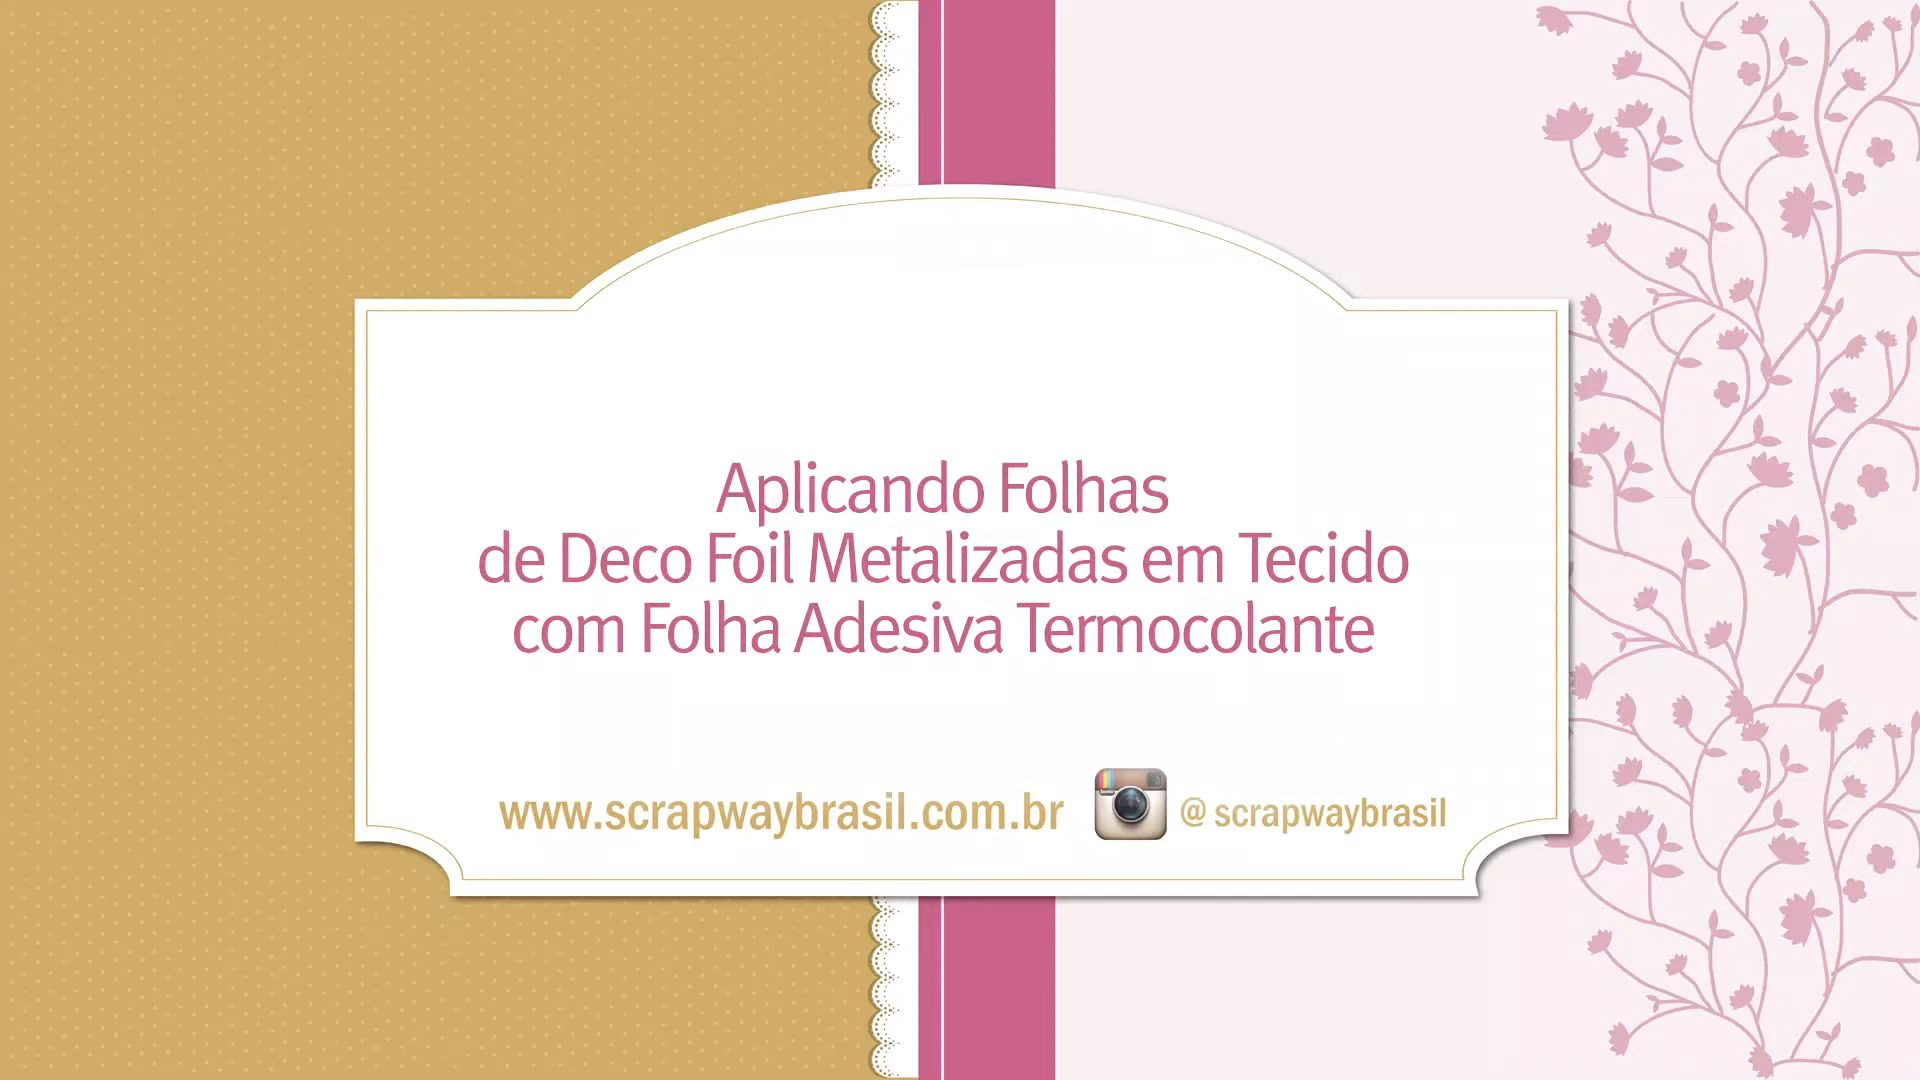 Aplicando Folhas
de Deco Foil Metalizadas em Tecido
com Folha Adesiva Termocolante
www.scrapwaybrasil.com.br @ scrapwaybrasil